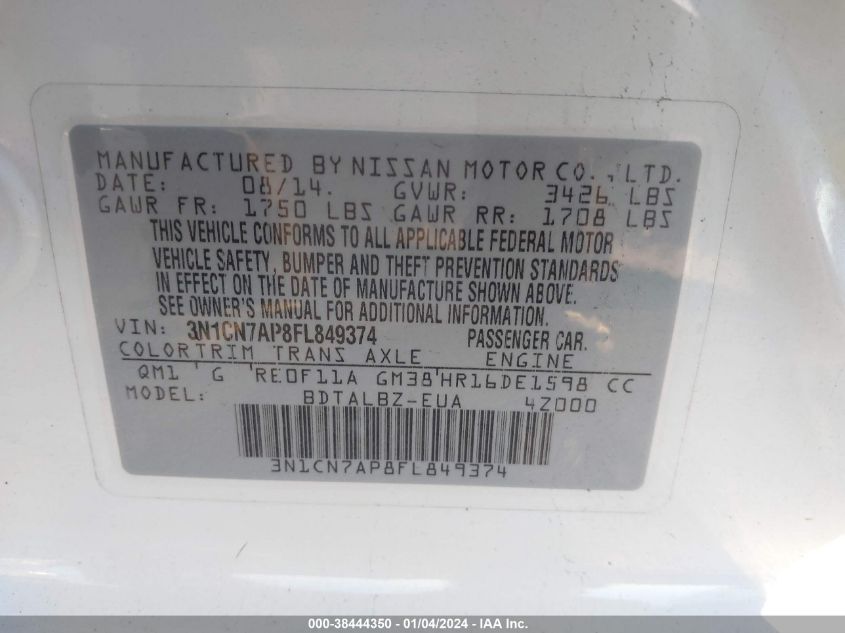 MANUFACTURED BY NISSAN MOTOR CO., LTD.
DATE: 08/14. GVWR: 3426 LBS
GAWR FR: 1750 LBS GAWR RR: 1708 LBS
THIS VEHICLE CONFORMS TO ALL APPLICABLE FEDERAL MOTOR
VEHICLE SAFETY, BUMPER AND THEFT PREVENTION STANDARDS
IN EFFECT ON THE DATE OF MANUFACTURE SHOWN ABOVE.
SEE OWNER'S MANUAL FOR ADDITIONAL INFORMATION.
VIN: 3N1CN7AP8FL849374 PASSENGER CAR.
COLORTRIM TRANS AXLE ENGINE
QM1 G RE0F11A GM38 HR16DE1598 CC
MODEL: BDTALBZ-EUA 4Z000
3N1CN7AP8FL849374
000-38444350 - 01/04/2024 - IAA Inc.